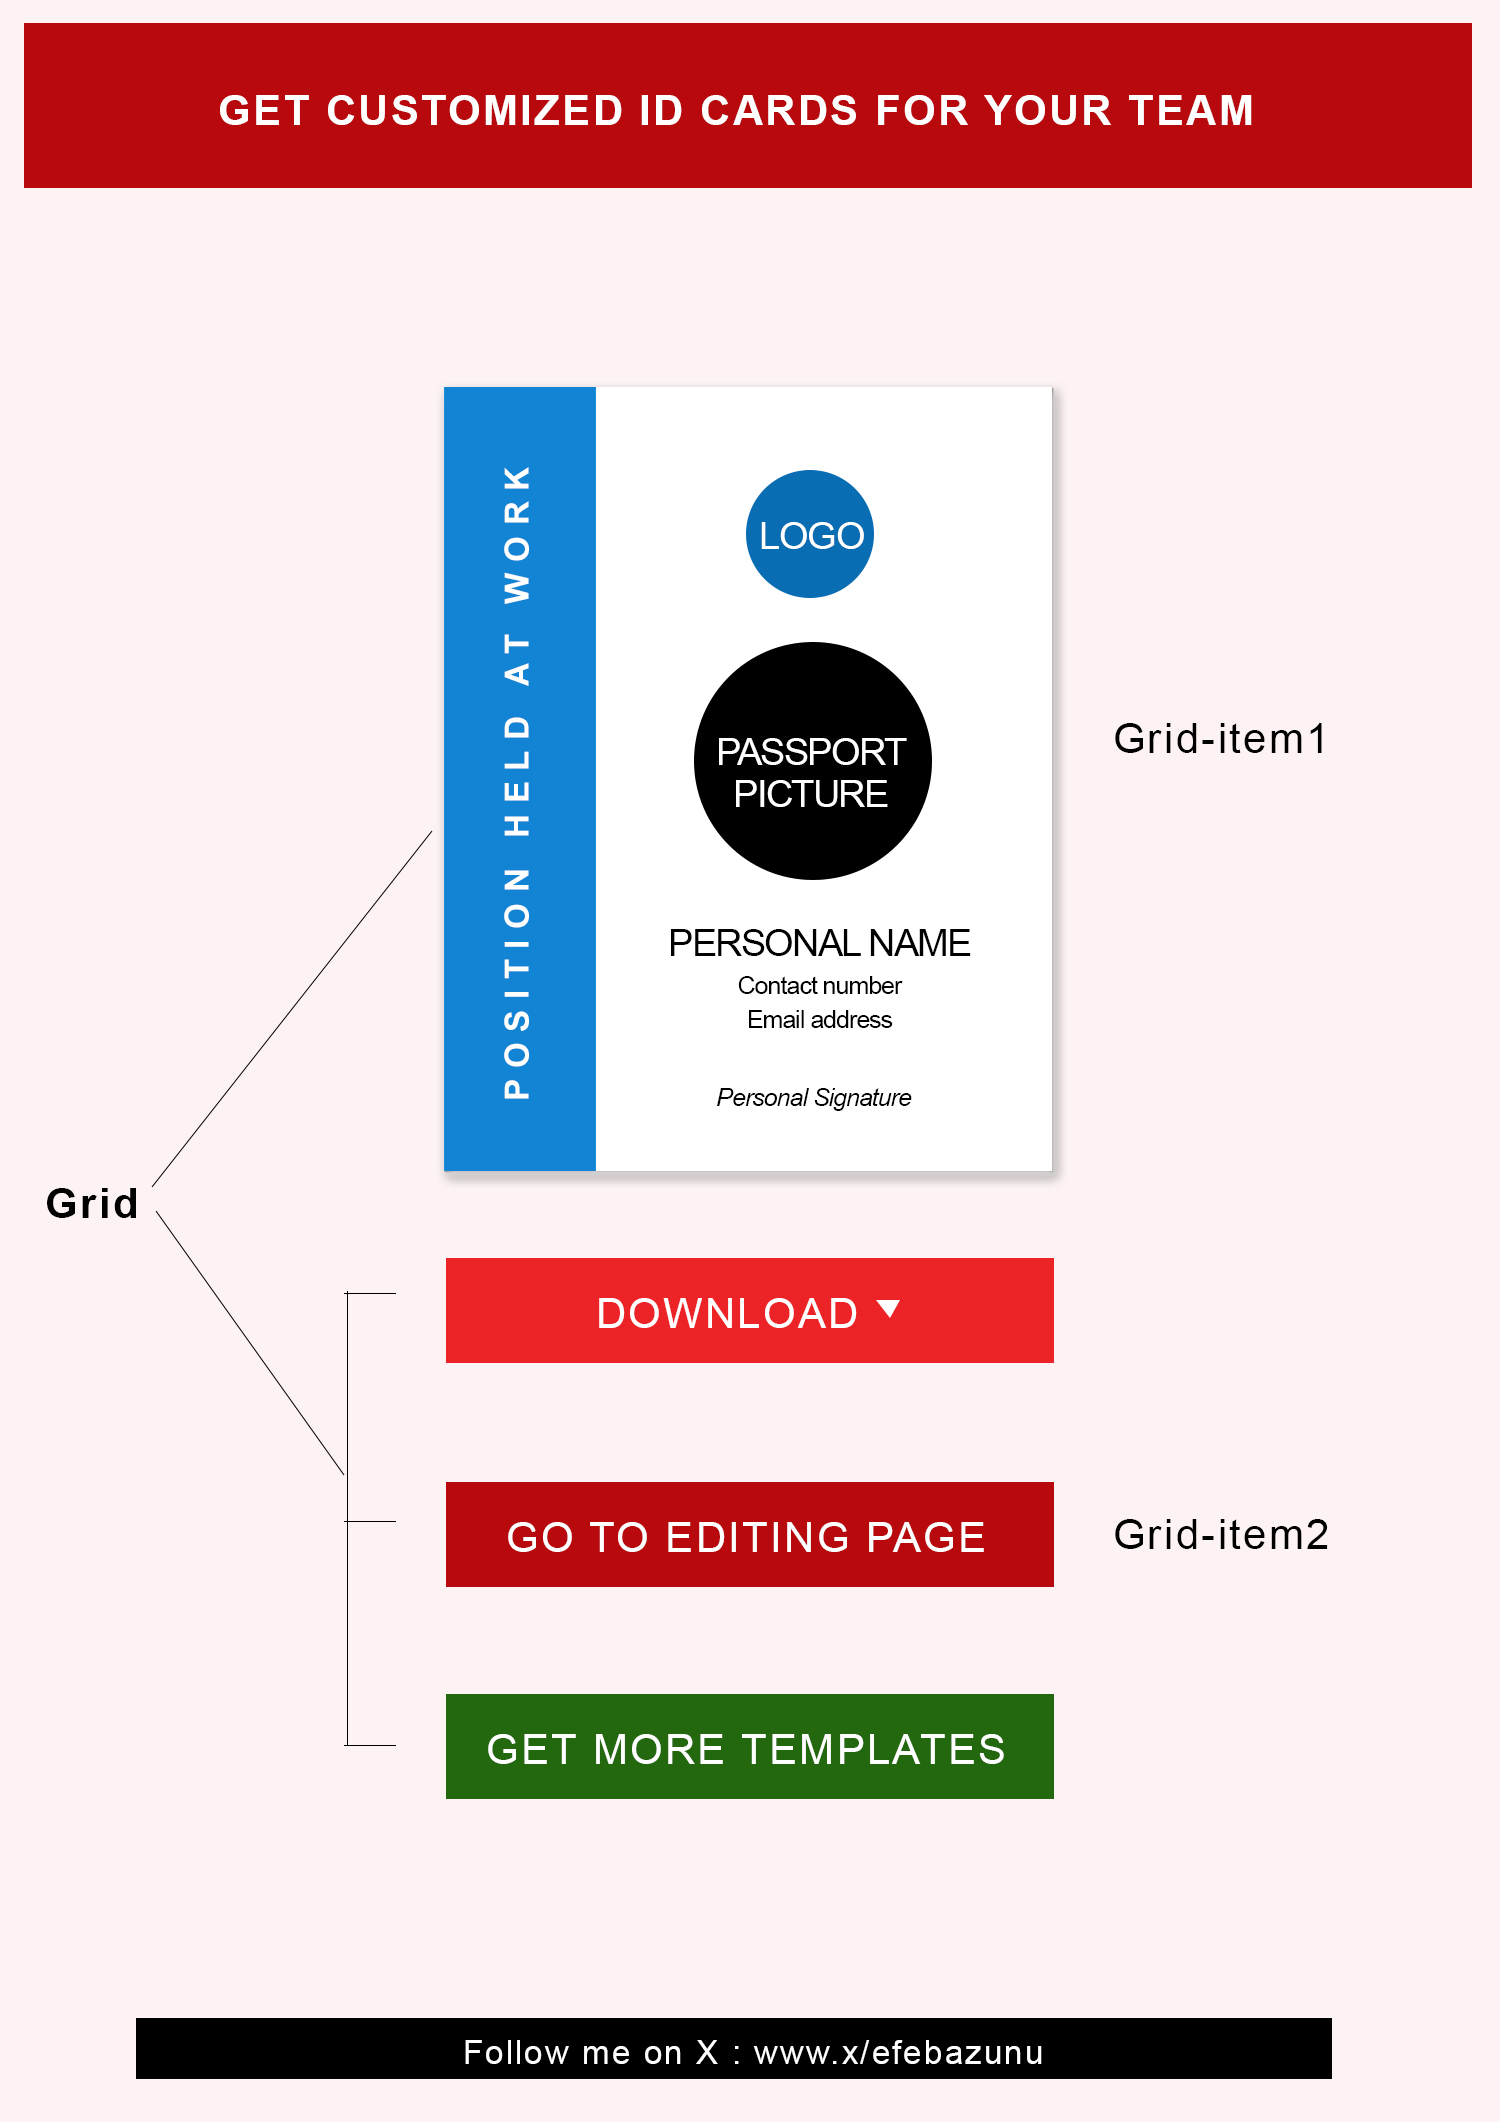 GET CUSTOMIZED ID CARDS FOR YOUR TEAM
POSITION HELD AT WORK
LOGO
PASSPORT
PICTURE
Grid-item1
PERSONAL NAME
Contact number
Email address
Personal Signature
Grid
DOWNLOAD
GO TO EDITING PAGE
Grid-item2
GET MORE TEMPLATES
Follow me on X : www.x/efebazunu